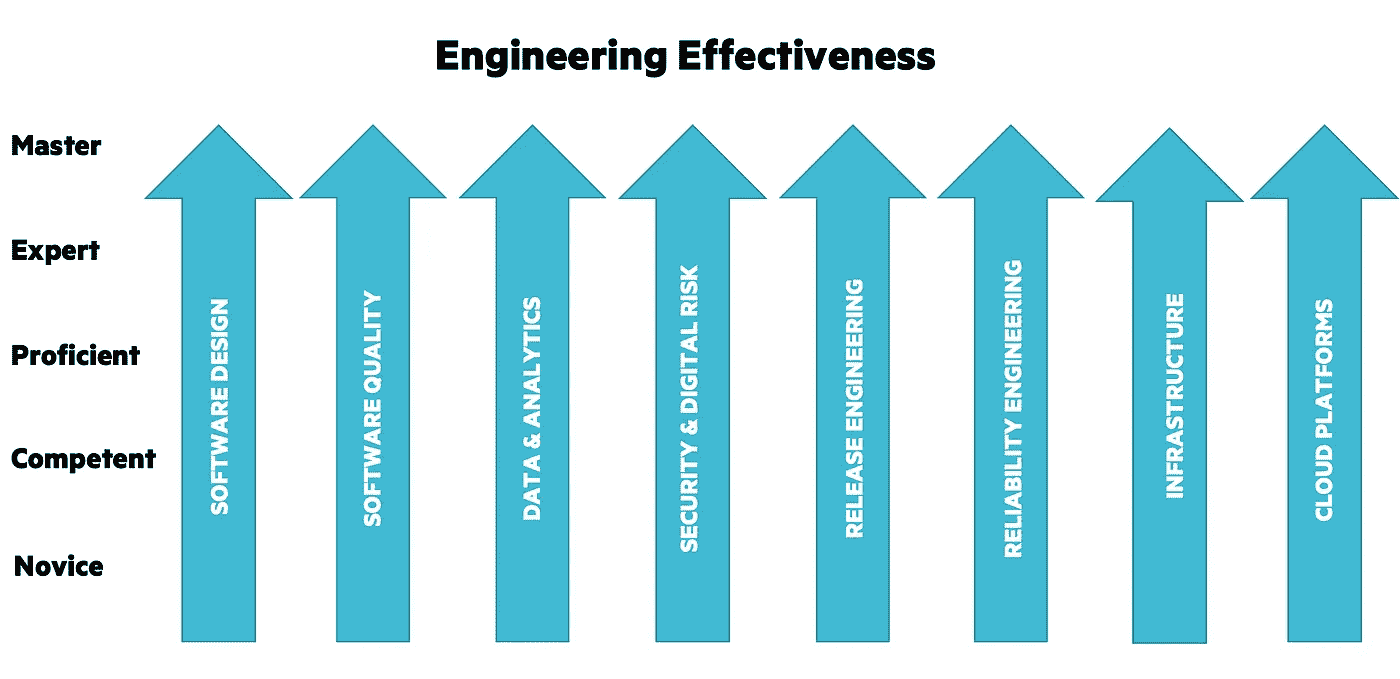 Engineering Effectiveness
Master
Expert
Proficient
Competent
Novice
SOFTWARE DESIGN
SOFTWARE QUALITY
DATA & ANALYTICS
SECURITY & DIGITAL RISK
RELEASE ENGINEERING
RELIABILITY ENGINEERING
INFRASTRUCTURE
CLOUD PLATFORMS